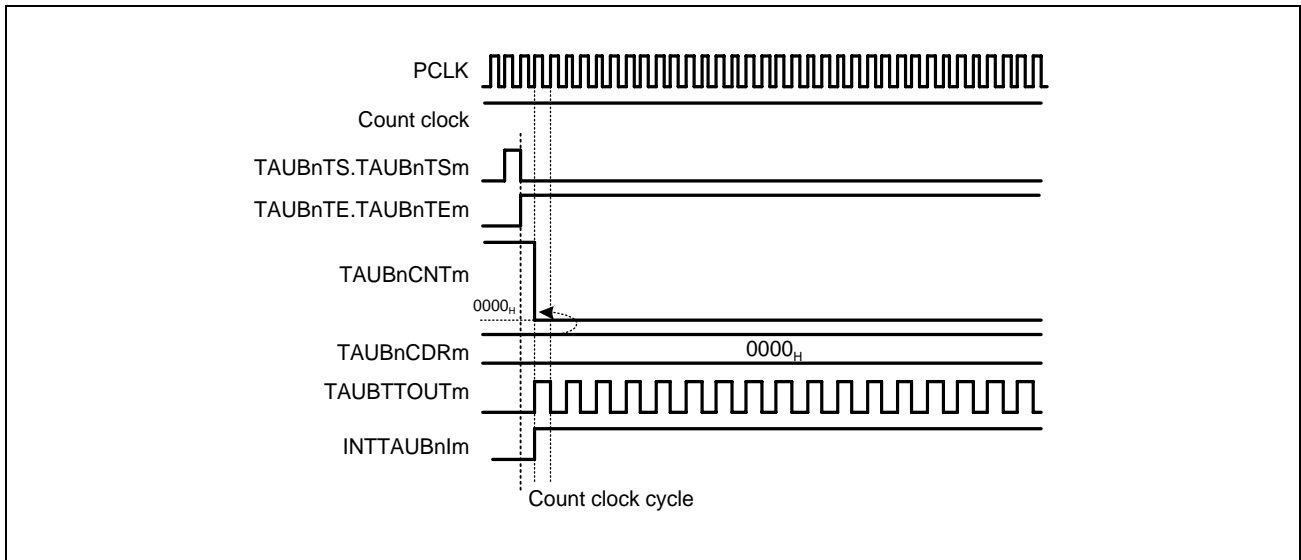 PCLK
Count clock
TAUBnTS.TAUBnTSm
TAUBnTE.TAUBnTEm
TAUBnCNTm
0000H
TAUBnCDRm
0000H
TAUBTTOUTm
INTTAUBnIm
Count clock cycle